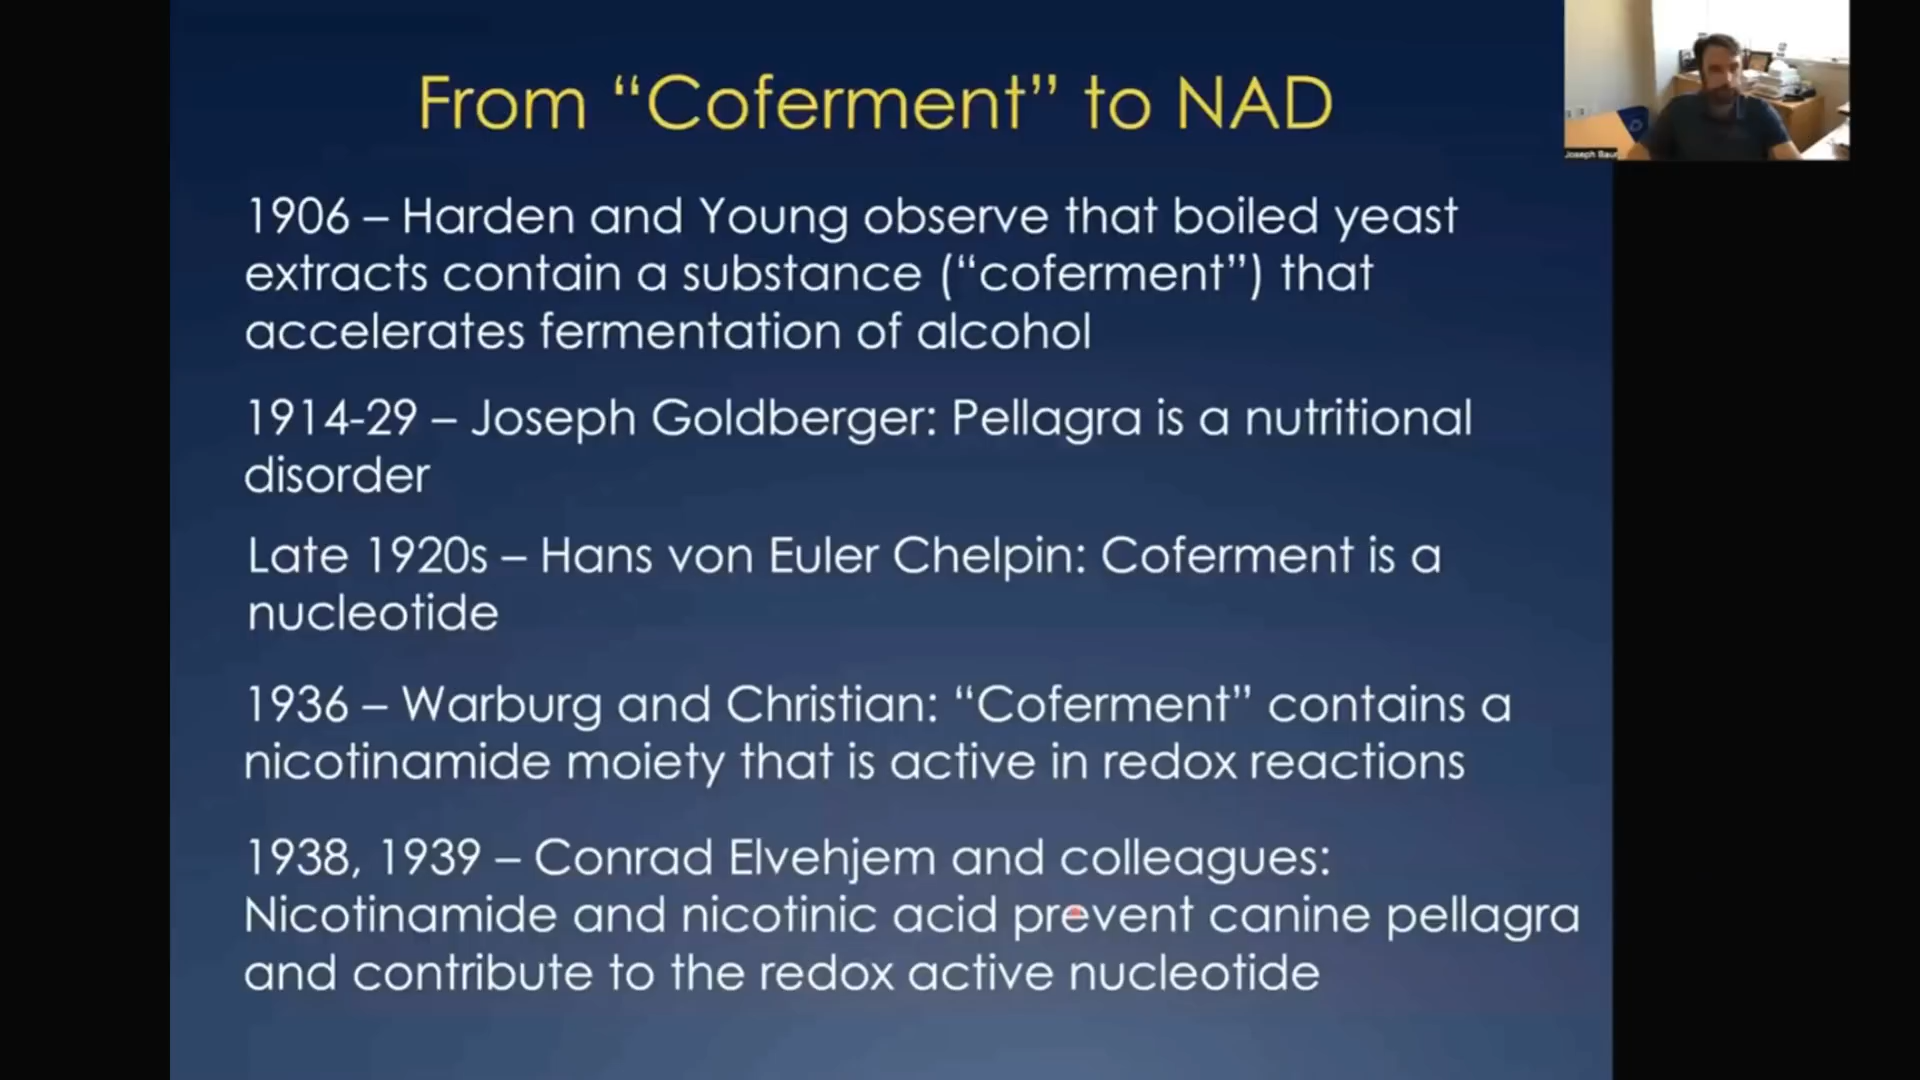 From “Coferment” to NAD
Joseph Baur
1906 – Harden and Young observe that boiled yeast
extracts contain a substance (“coferment”) that
accelerates fermentation of alcohol
1914-29 – Joseph Goldberger: Pellagra is a nutritional
disorder
Late 1920s – Hans von Euler Chelpin: Coferment is a
nucleotide
1936 – Warburg and Christian: “Coferment” contains a
nicotinamide moiety that is active in redox reactions
1938, 1939 – Conrad Elvehjem and colleagues:
Nicotinamide and nicotinic acid prevent canine pellagra
and contribute to the redox active nucleotide